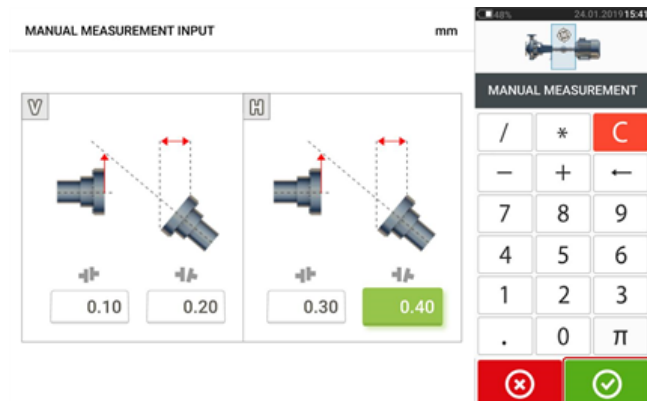 MANUAL MEASUREMENT INPUT mm
48% 24.01.2019 15:41
MANUAL MEASUREMENT
V
H
0.10 0.20 0.30 0.40
/ * C
− + ←
7 8 9
4 5 6
1 2 3
. 0 π